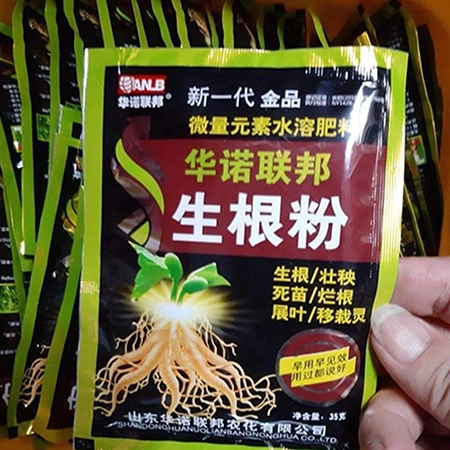 HANLB
华诺联邦®
新一代 金品
微量元素水溶肥料
华诺联邦
生根粉
生根/壮秧
死苗/烂根
展叶/移栽灵
早用早见效
用过都说好
净含量：35克
山东华诺联邦农化有限公司
SHANDONGHUANUOLIANBANGNONGHUA CO.,LTD